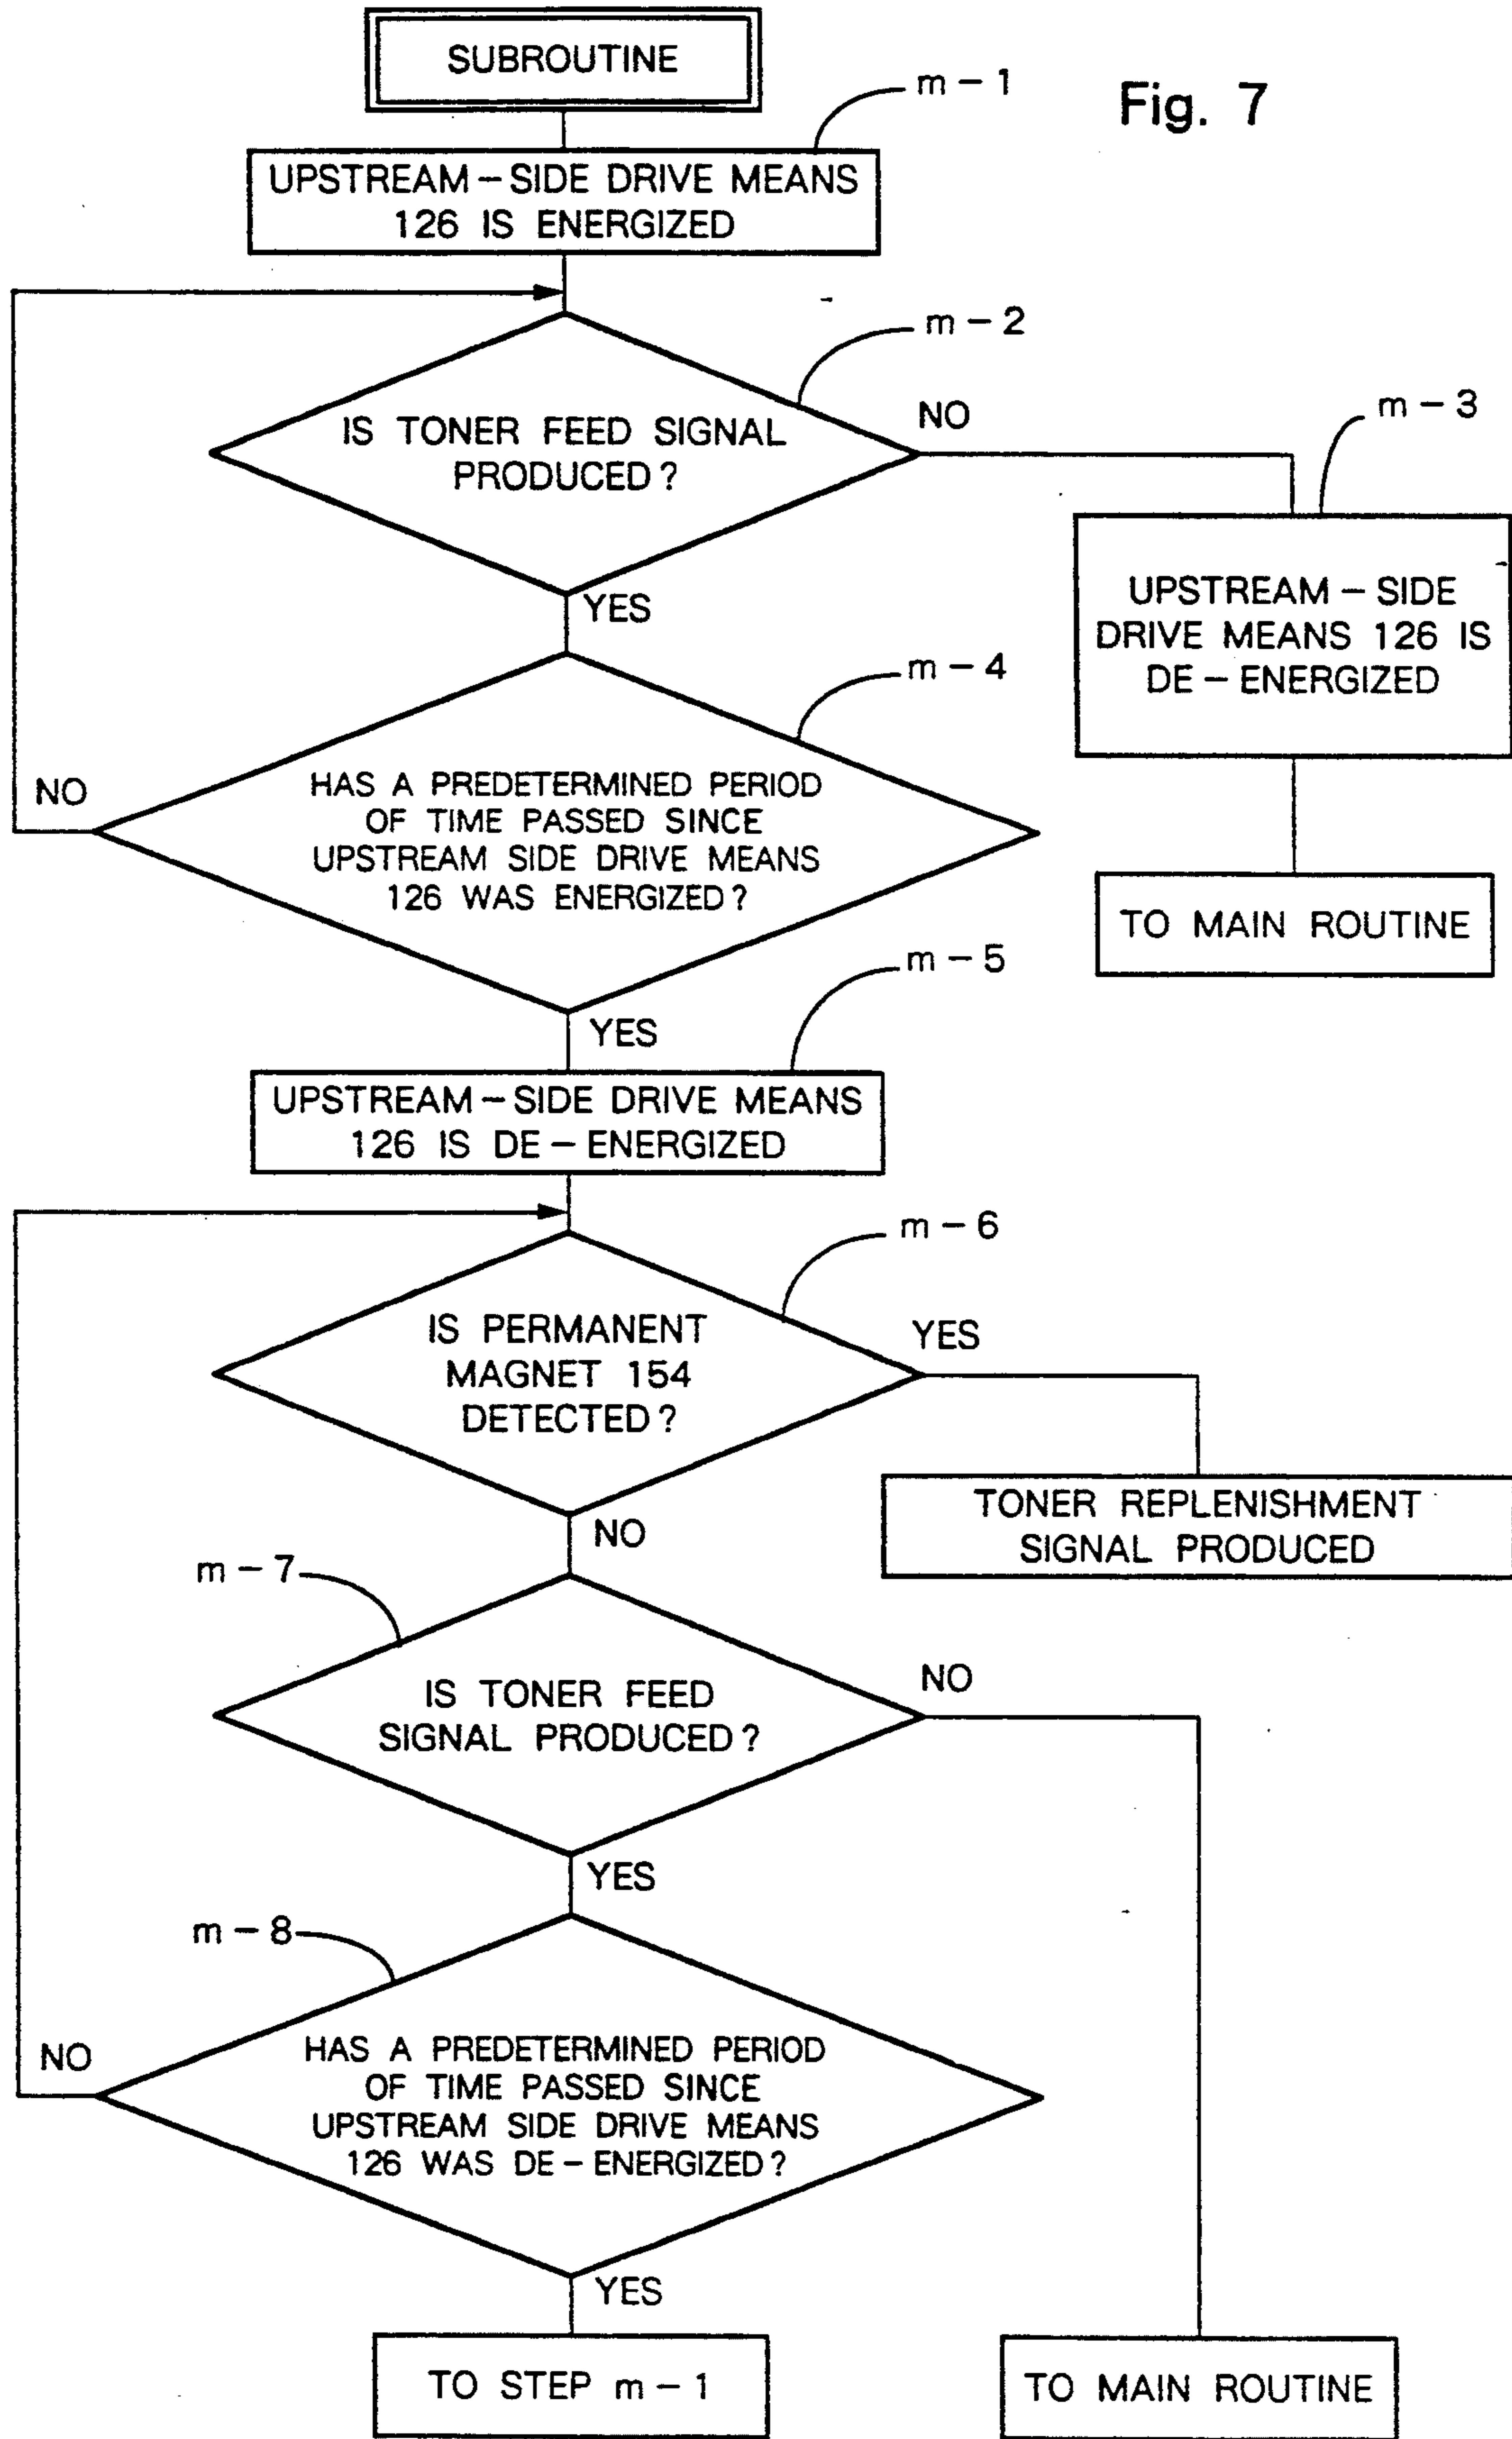 SUBROUTINE
Fig. 7
m-1
UPSTREAM-SIDE DRIVE MEANS
126 IS ENERGIZED
m-2
IS TONER FEED SIGNAL
PRODUCED?
NO
m-3
UPSTREAM-SIDE
DRIVE MEANS 126 IS
DE-ENERGIZED
YES
m-4
HAS A PREDETERMINED PERIOD
OF TIME PASSED SINCE
UPSTREAM SIDE DRIVE MEANS
126 WAS ENERGIZED?
NO
TO MAIN ROUTINE
m-5
YES
UPSTREAM-SIDE DRIVE MEANS
126 IS DE-ENERGIZED
m-6
IS PERMANENT
MAGNET 154
DETECTED?
YES
TONER REPLENISHMENT
SIGNAL PRODUCED
NO
m-7
IS TONER FEED
SIGNAL PRODUCED?
NO
YES
m-8
HAS A PREDETERMINED PERIOD
OF TIME PASSED SINCE
UPSTREAM SIDE DRIVE MEANS
126 WAS DE-ENERGIZED?
NO
YES
TO STEP m-1
TO MAIN ROUTINE